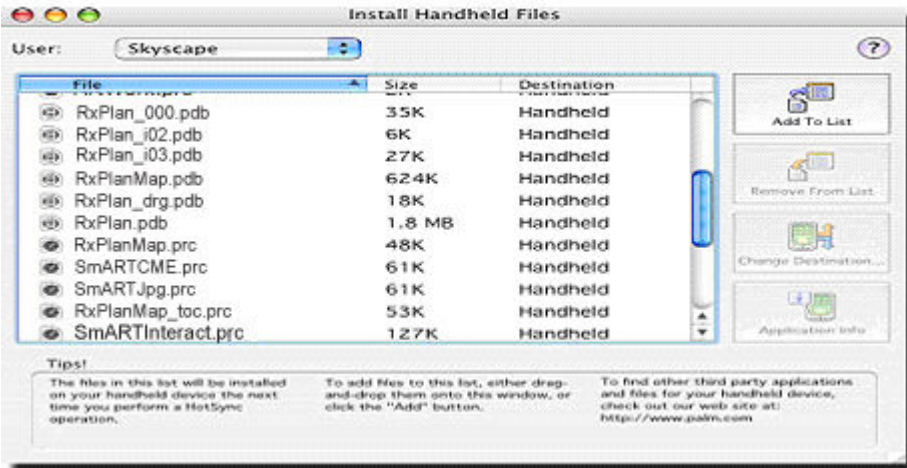 Install Handheld Files
User: Skyscape ?
File Size Destination
RxPlan_000.pdb 35K Handheld
RxPlan_i02.pdb 6K Handheld
RxPlan_i03.pdb 27K Handheld
RxPlanMap.pdb 624K Handheld
RxPlan_drg.pdb 18K Handheld
RxPlan.pdb 1.8 MB Handheld
RxPlanMap.prc 48K Handheld
SmARTCME.prc 61K Handheld
SmARTJpg.prc 61K Handheld
RxPlanMap_toc.prc 53K Handheld
SmARTInteract.prc 127K Handheld
Add To List
Remove From List
Change Destination...
Application Info
Tips!
The files in this list will be installed
on your handheld device the next
time you perform a HotSync
operation.
To add files to this list, either drag-
and-drop them onto this window, or
click the "Add" button.
To find other third party applications
and files for your handheld device,
check out our web site at:
http://www.palm.com